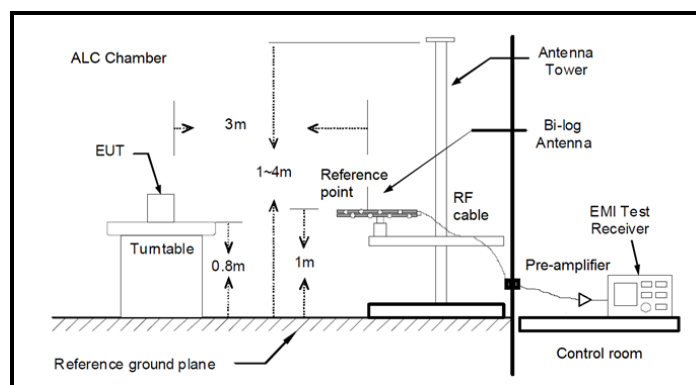 ALC Chamber
Antenna
Tower
3m
Bi-log
Antenna
EUT
1~4m
Reference
point
RF
cable
EMI Test
Receiver
Turntable
0.8m
1m
Pre-amplifier
Reference ground plane
Control room